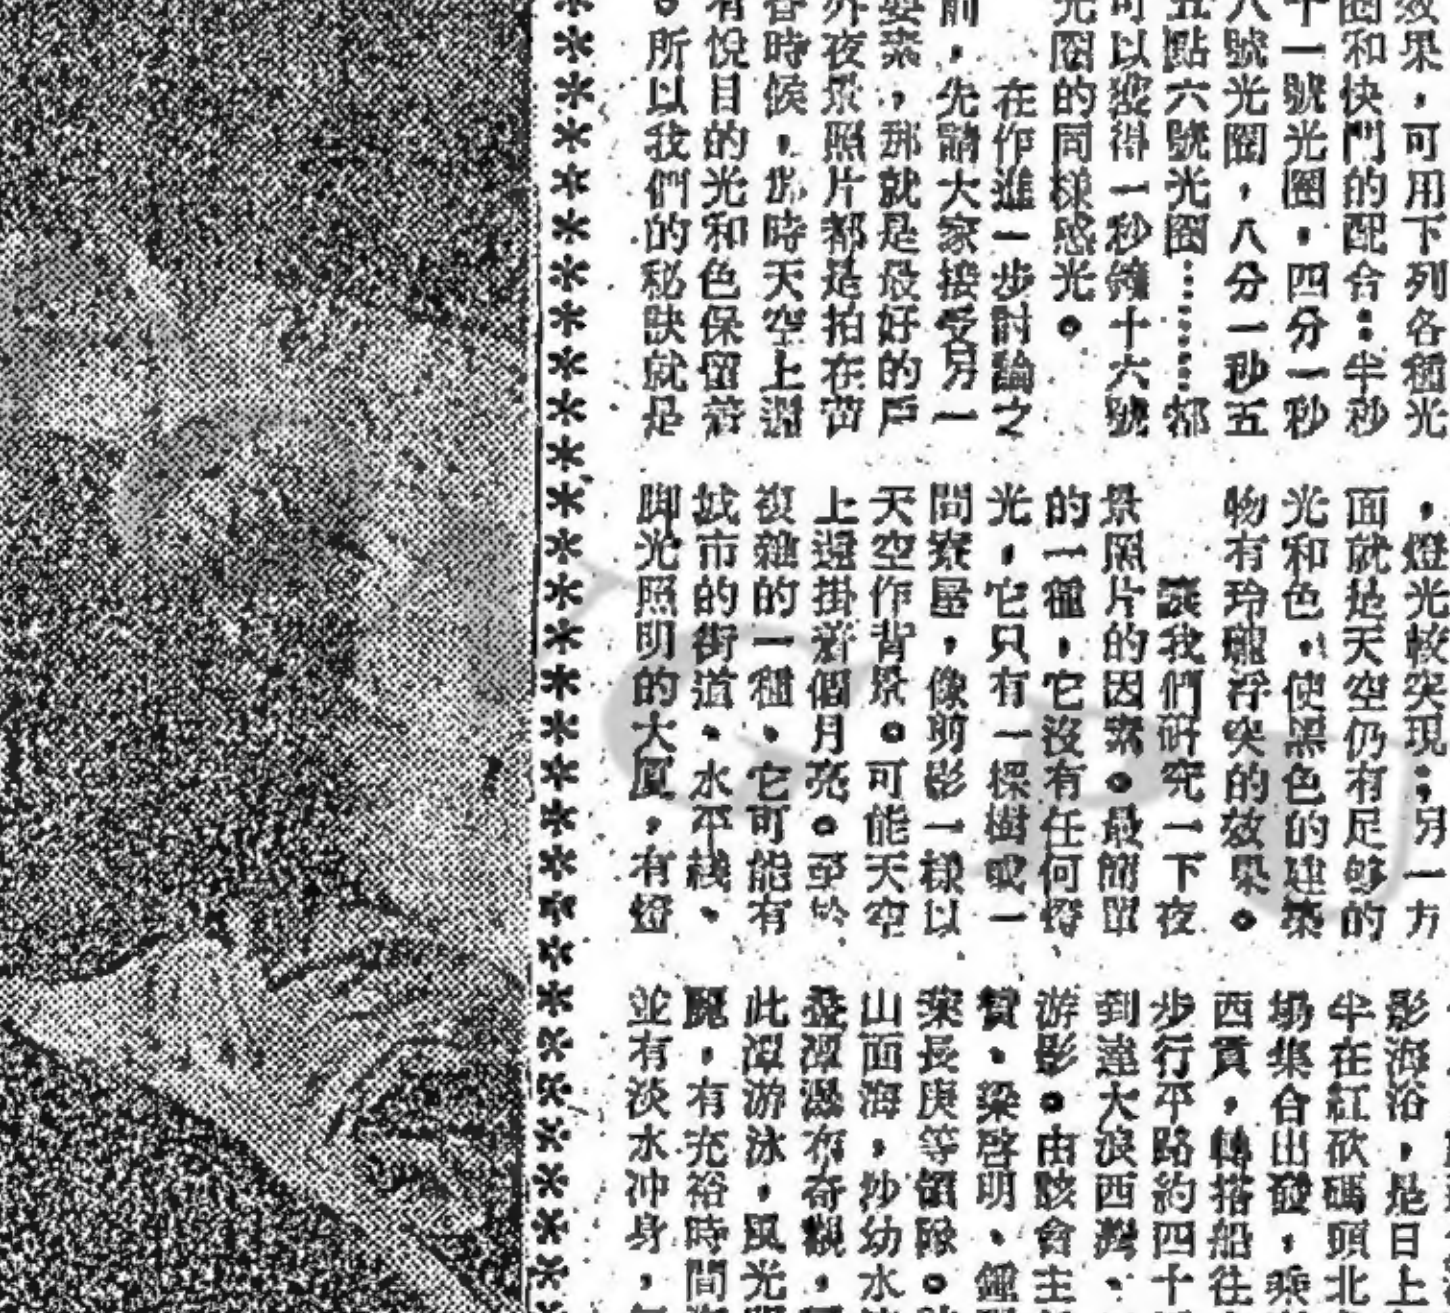 效果，可用下列各種光
圈和快門的配合：半秒
十一號光圈，四分一秒
八號光圈，八分一秒五
五點六號光圈……都
可以獲得一秒鐘十六號
光圈的同樣感光。
在作進一步討論之
前，先請大家接受另一
要素，那就是最好的戶
外夜景照片都是拍在黃
昏時候，此時天空上還
有悅目的光和色保留着
。所以我們的秘訣就是
，燈光較突現；另一方
面就是天空仍有足够的
光和色，使黑色的建築
物有玲瓏浮突的效果。
讓我們研究一下夜
景照片的因素。最簡單
的一種，它沒有任何燈
光，它只有一棵樹或一
間寮屋，像剪影一樣以
天空作背景。可能天空
上還掛着個月亮。至於
複雜的一種、它可能有
城市的街道、水平綫、
脚光照明的大厦，有燈
影海浴，是日上
半在紅砍碼頭北
場集合出發，乘
西貢，轉搭船往
步行平路約四十
到達大浪西灣、
游影。由該會主
賀、梁啓明、鍾
葉長庚等領隊。
山面海，沙幼水
疊潭瀑布奇觀，
此潭游泳，風光
麗，有充裕時間
並有淡水沖身，